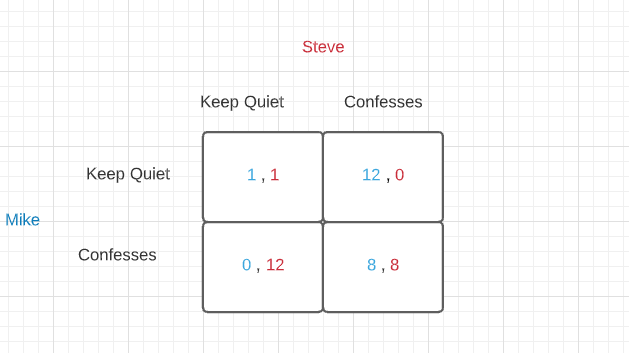 Steve
Keep Quiet Confesses
Keep Quiet 1 , 1 12 , 0
Mike
Confesses 0 , 12 8 , 8